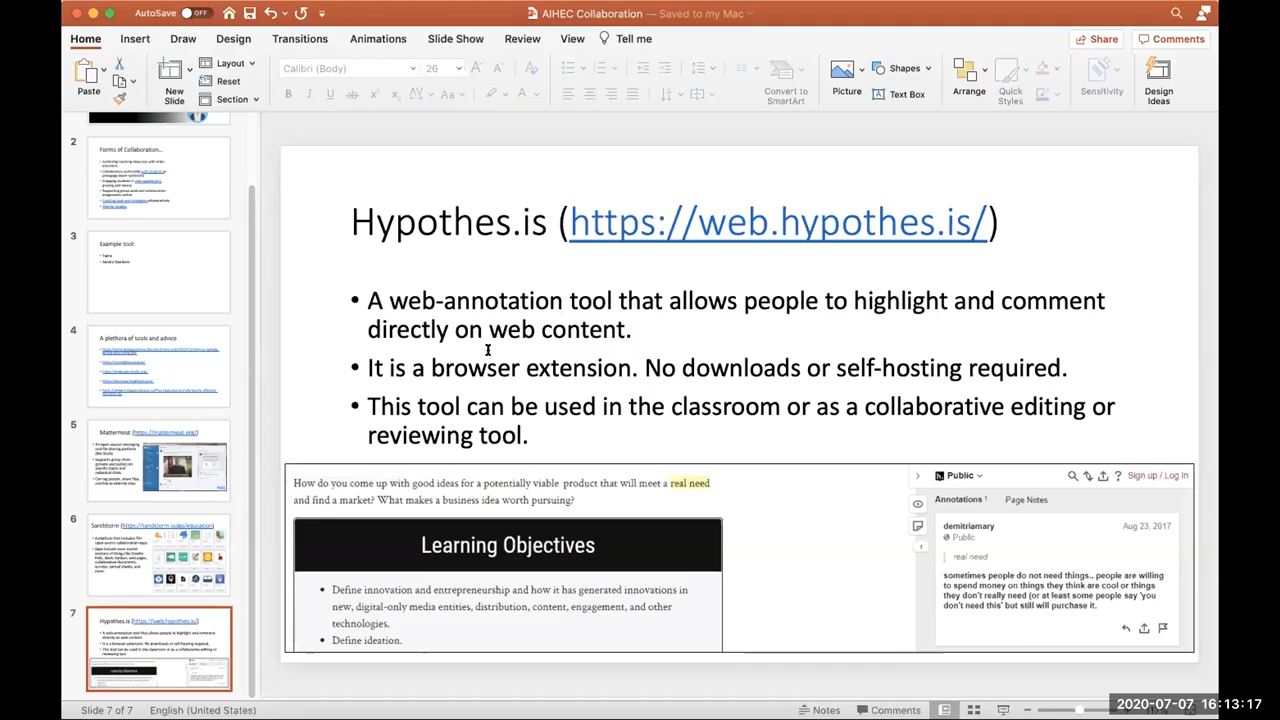 AutoSave OFF
AIHEC Collaboration — Saved to my Mac
Home Insert Draw Design Transitions Animations Slide Show Review View Tell me Share Comments
Paste
New Slide
Layout
Reset
Section
Calibri (Body) 26
Convert to SmartArt
Picture
Shapes
Text Box
Arrange
Quick Styles
Sensitivity
Design Ideas
2
Forms of Collaboration...
3
Example tool:
4
A plethora of tools and advice
5
Mattermost (https://mattermost.org/)
6
Sandstorm (https://sandstorm.io/go/education)
7
Hypothes.is (https://web.hypothes.is/)
Hypothes.is (https://web.hypothes.is/)
• A web-annotation tool that allows people to highlight and comment
directly on web content.
• It is a browser extension. No downloads or self-hosting required.
• This tool can be used in the classroom or as a collaborative editing or
reviewing tool.
How do you come up with good ideas for a potentially viable product that will meet a real need
and find a market? What makes a business idea worth pursuing?
Learning Objectives
• Define innovation and entrepreneurship and how it has generated innovations in
new, digital-only media entities, distribution, content, engagement, and other
technologies.
• Define ideation.
Public Sign up / Log in
Annotations 1 Page Notes
demitriamary Aug 23, 2017
Public
real need
sometimes people do not need things.. people are willing
to spend money on things they think are cool or things
they don't really need (or at least some people say 'you
don't need this' but still will purchase it.
Slide 7 of 7 English (United States) Notes Comments
2020-07-07 16:13:17